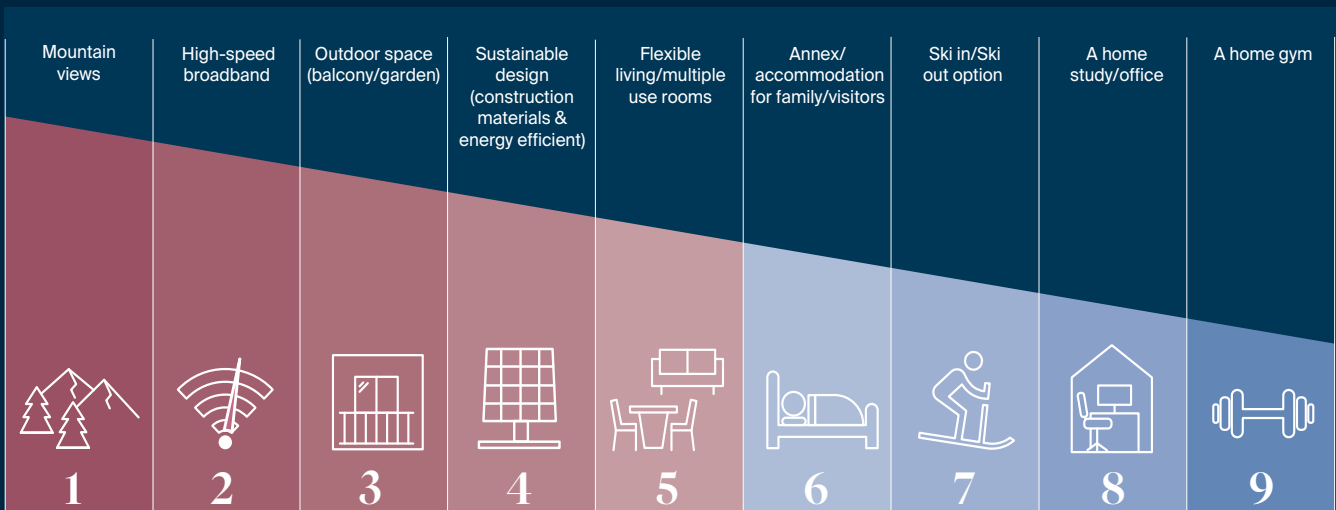 Mountain
views
High-speed
broadband
Outdoor space
(balcony/garden)
Sustainable
design
(construction
materials &
energy efficient)
Flexible
living/multiple
use rooms
Annex/
accommodation
for family/visitors
Ski in/Ski
out option
A home
study/office
A home gym
1
2
3
4
5
6
7
8
9